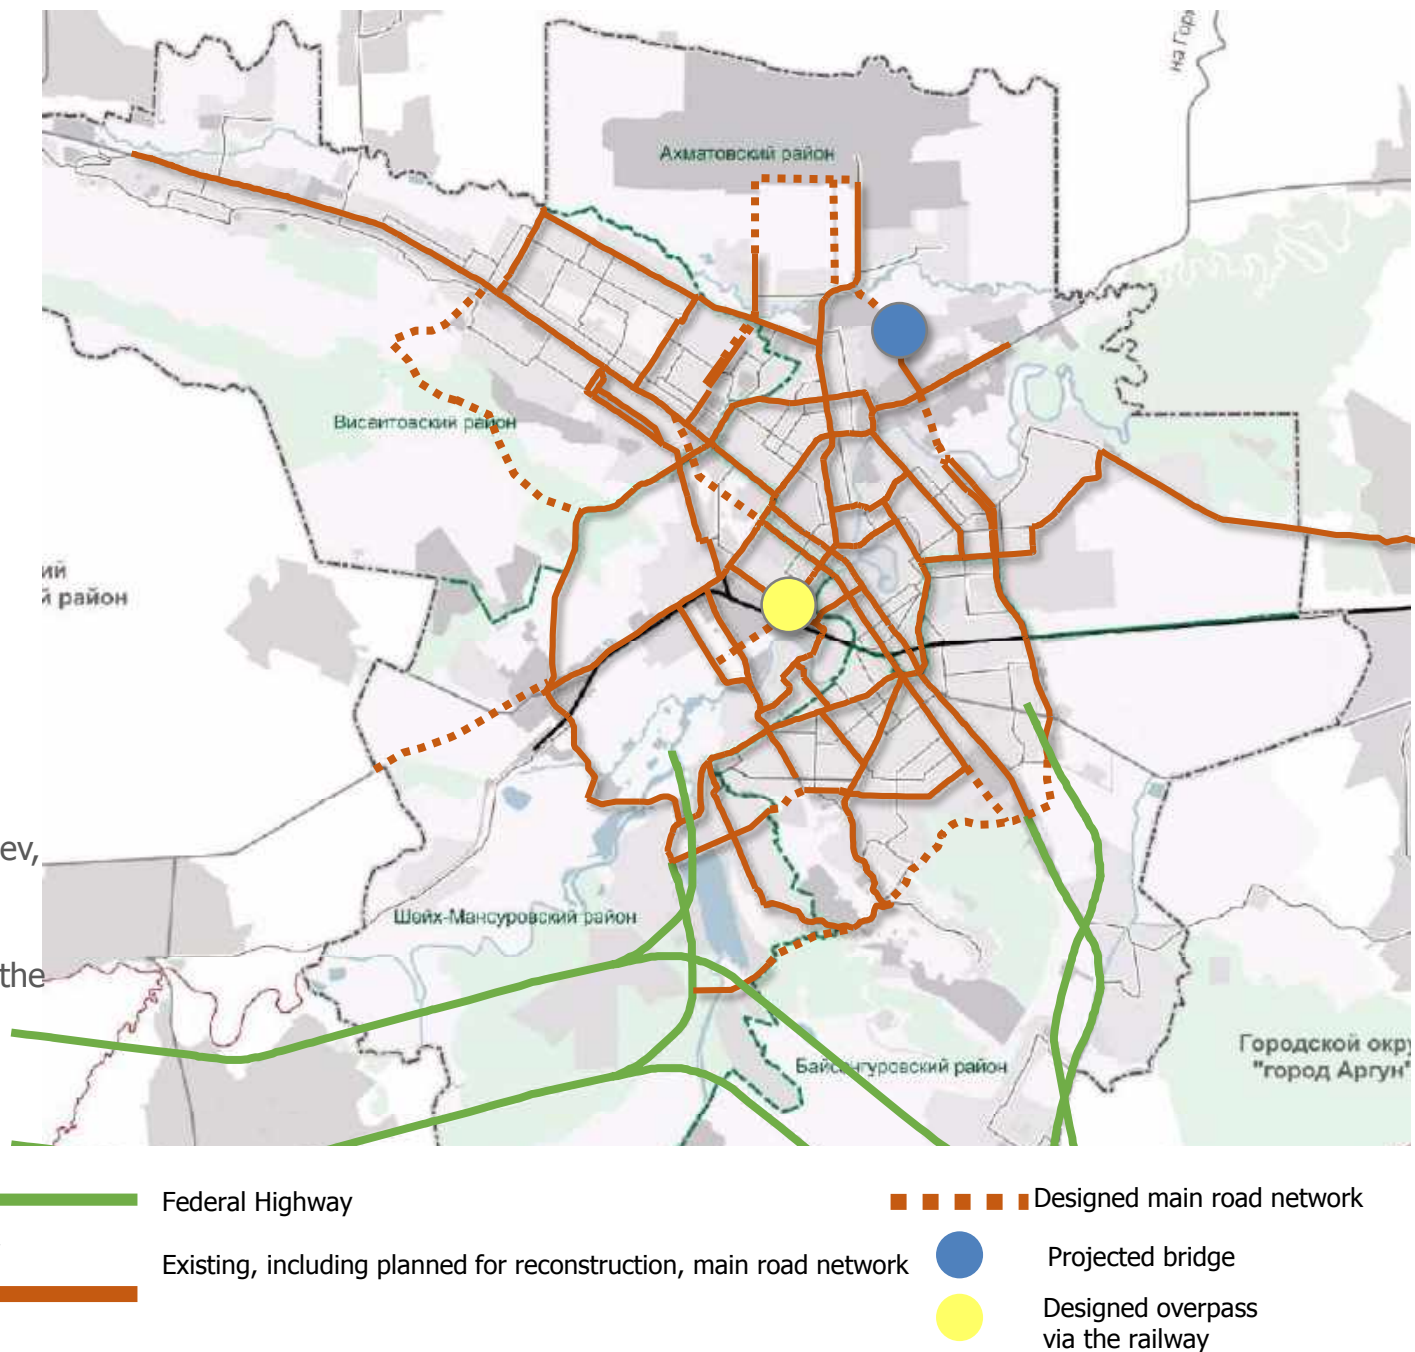 на Гор
Ахматовский район
Висаитовский район
ий
й район
ev,
Шейх-Мансуровский район
the
Городской окру
"город Аргун"
Байсангуровский район
Federal Highway
Designed main road network
Existing, including planned for reconstruction, main road network
Projected bridge
Designed overpass
via the railway